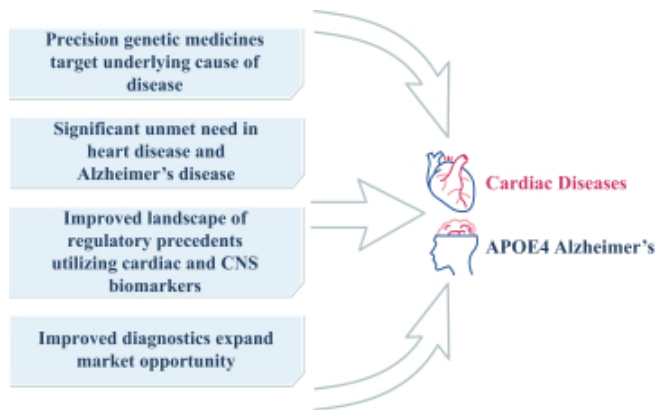 Precision genetic medicines
target underlying cause of
disease
Significant unmet need in
heart disease and
Alzheimer's disease
Improved landscape of
regulatory precedents
utilizing cardiac and CNS
biomarkers
Improved diagnostics expand
market opportunity
Cardiac Diseases
APOE4 Alzheimer's